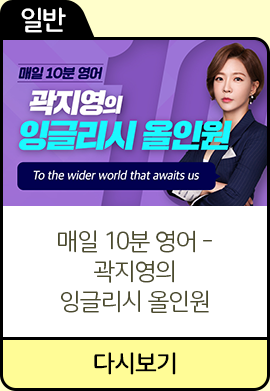 일반
매일 10분 영어
곽지영의
잉글리시 올인원
To the wider world that awaits us
매일 10분 영어 -
곽지영의
잉글리시 올인원
다시보기